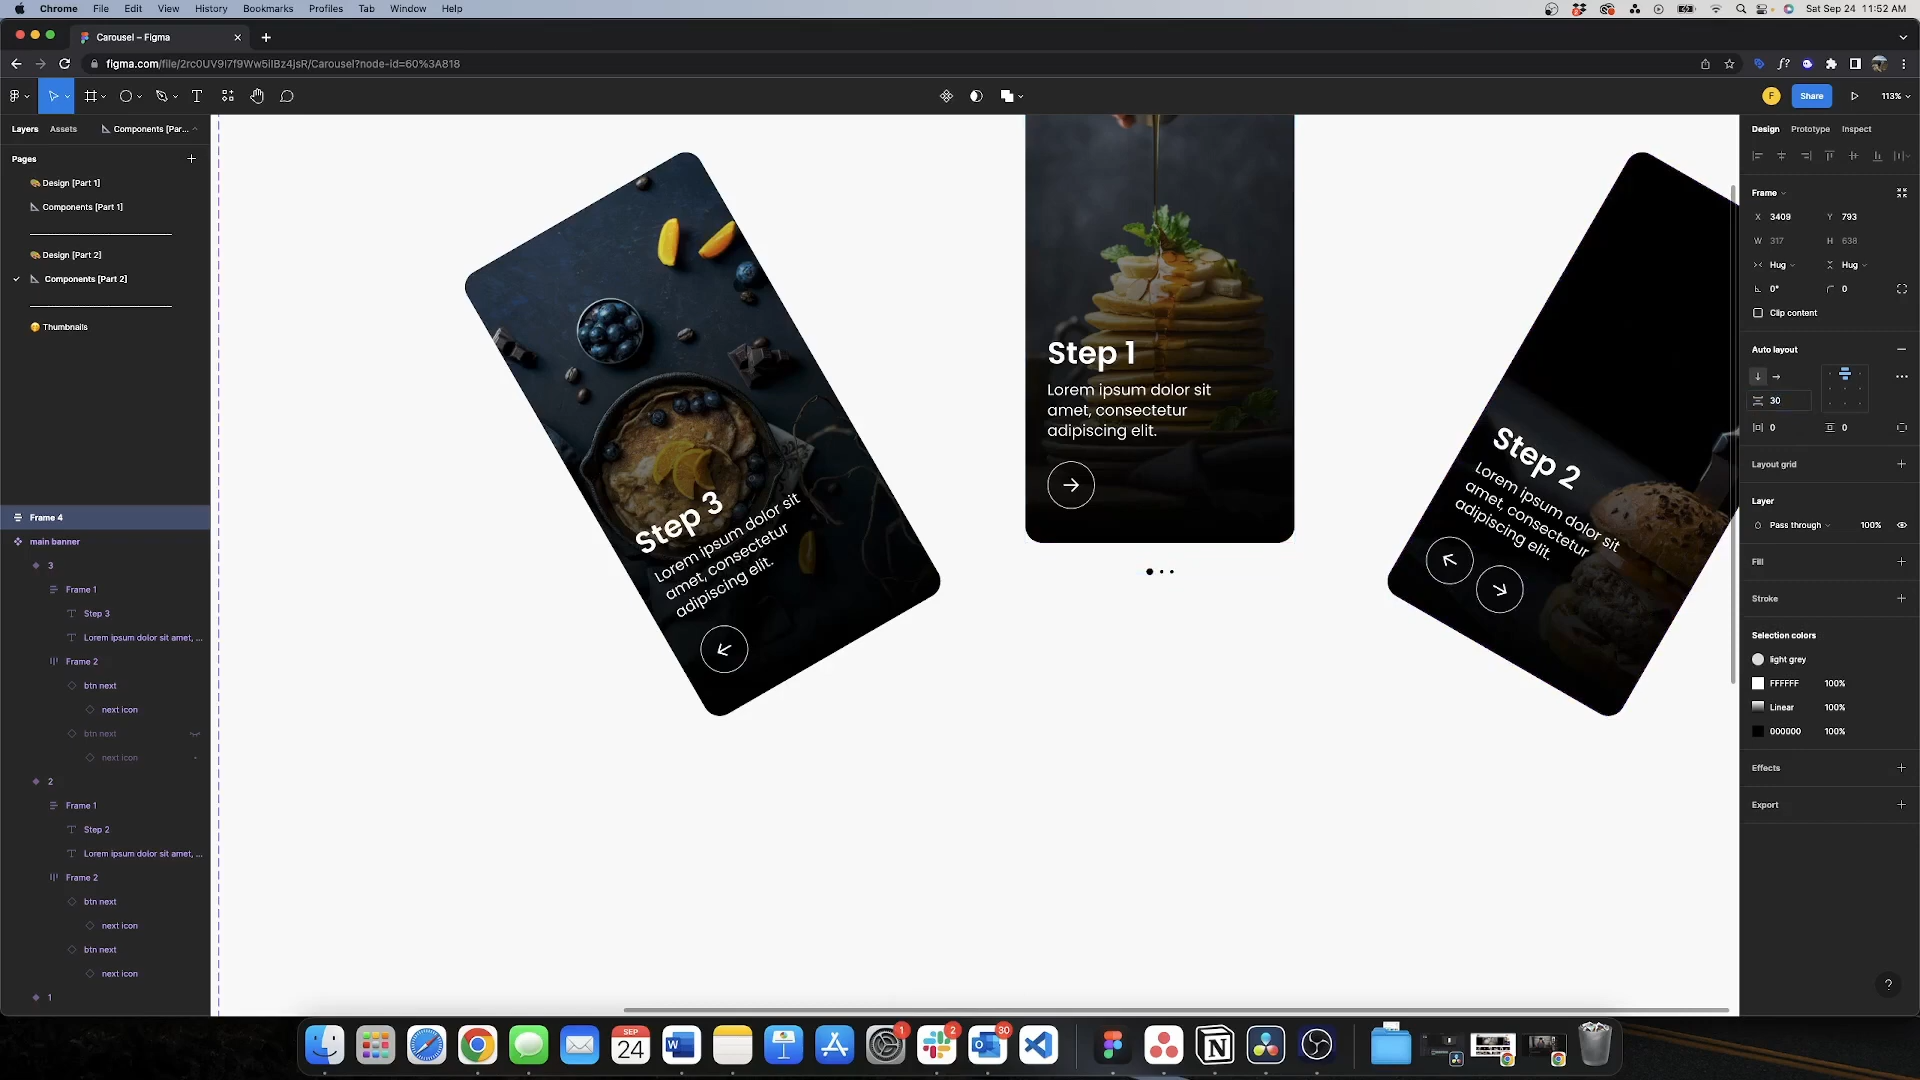 Chrome File Edit View History Bookmarks Profiles Tab Window Help
Sat Sep 24 11:52 AM
Carousel – Figma
figma.com/file/2rc0UV9I7f9Ww5iIBz4jsR/Carousel?node-id=60%3A818
F
Share
113%
Layers Assets Components [Par...
Pages
Design [Part 1]
Components [Part 1]
Design [Part 2]
Components [Part 2]
Thumbnails
Frame 4
main banner
3
Frame 1
Step 3
Lorem ipsum dolor sit amet, ...
Frame 2
btn next
next icon
btn next
next icon
2
Frame 1
Step 2
Lorem ipsum dolor sit amet, ...
Frame 2
btn next
next icon
btn next
next icon
1
Step 3
Lorem ipsum dolor sit
amet, consectetur
adipiscing elit.
Step 1
Lorem ipsum dolor sit
amet, consectetur
adipiscing elit.
Step 2
Lorem ipsum dolor sit
amet, consectetur
adipiscing elit.
Design Prototype Inspect
Frame
X 3409 Y 793
W 317 H 638
Hug Hug
0° 0
Clip content
Auto layout
30
0 0
Layout grid
Layer
Pass through 100%
Fill
Stroke
Selection colors
light grey
FFFFFF 100%
Linear 100%
000000 100%
Effects
Export
?
SEP
24
1
2
30